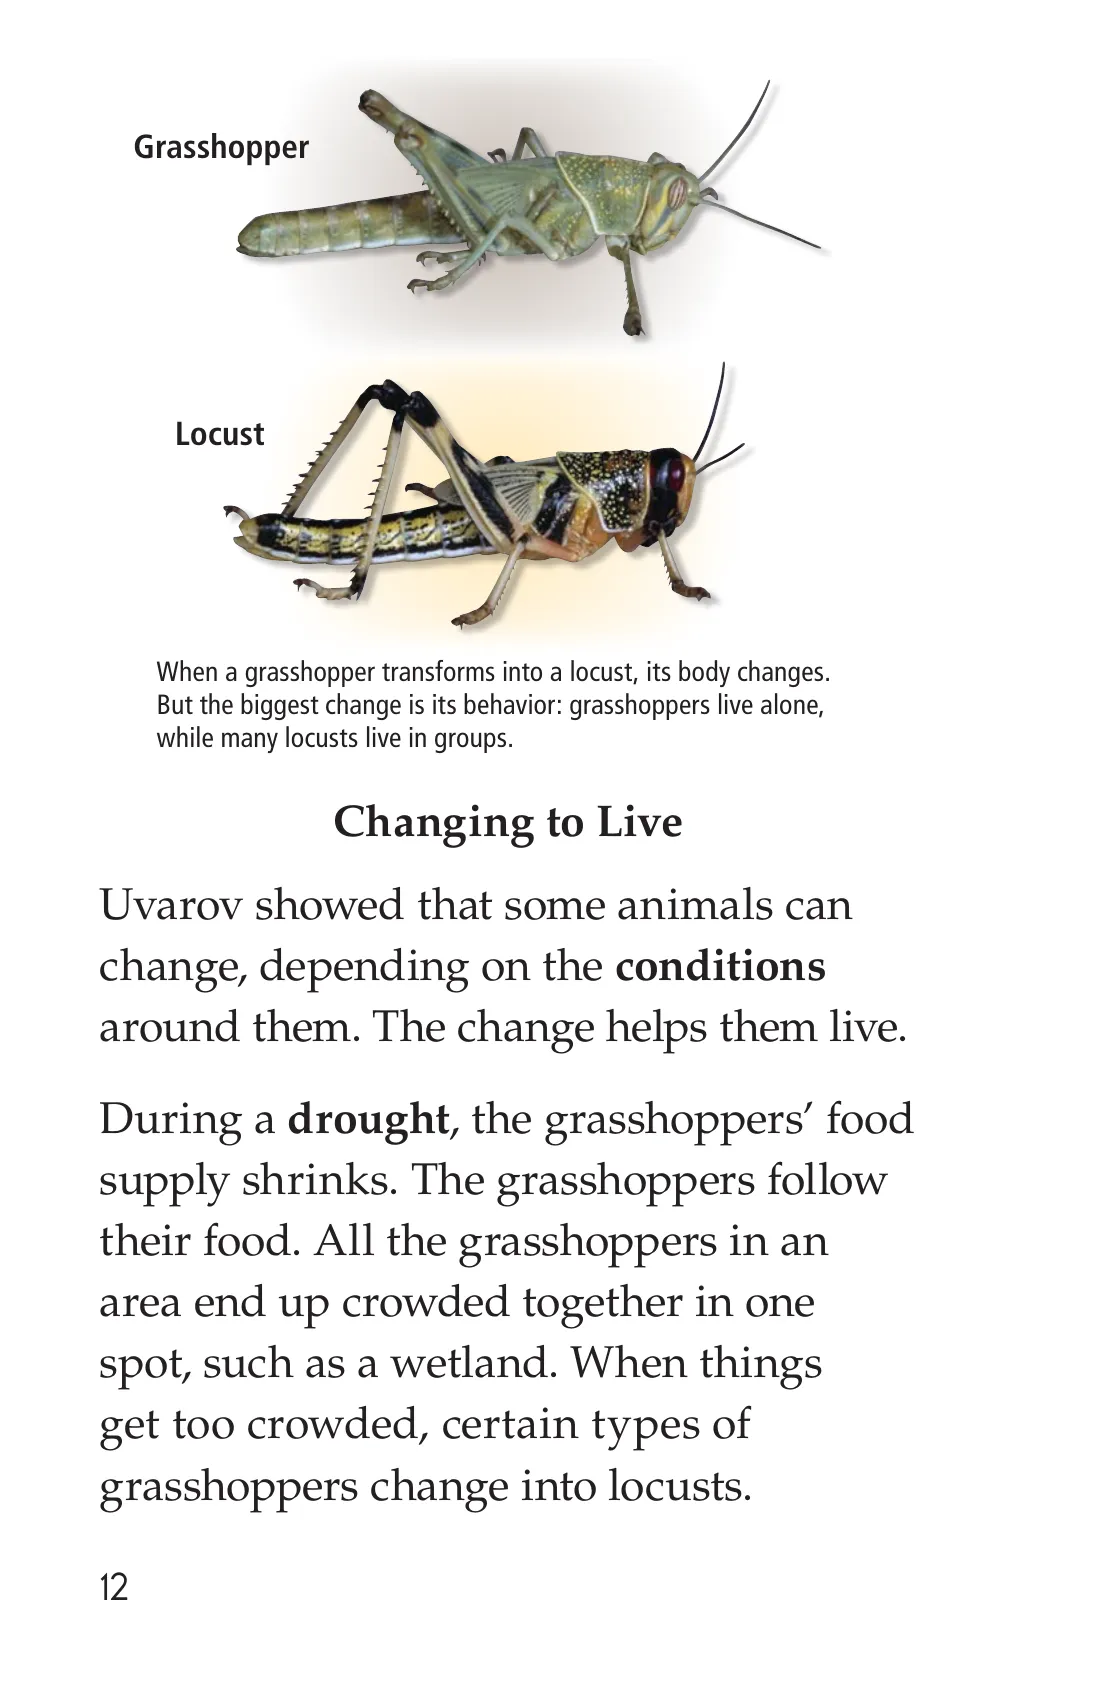 Grasshopper
Locust
When a grasshopper transforms into a locust, its body changes.
But the biggest change is its behavior: grasshoppers live alone,
while many locusts live in groups.
Changing to Live
Uvarov showed that some animals can
change, depending on the conditions
around them. The change helps them live.
During a drought, the grasshoppers’ food
supply shrinks. The grasshoppers follow
their food. All the grasshoppers in an
area end up crowded together in one
spot, such as a wetland. When things
get too crowded, certain types of
grasshoppers change into locusts.
12